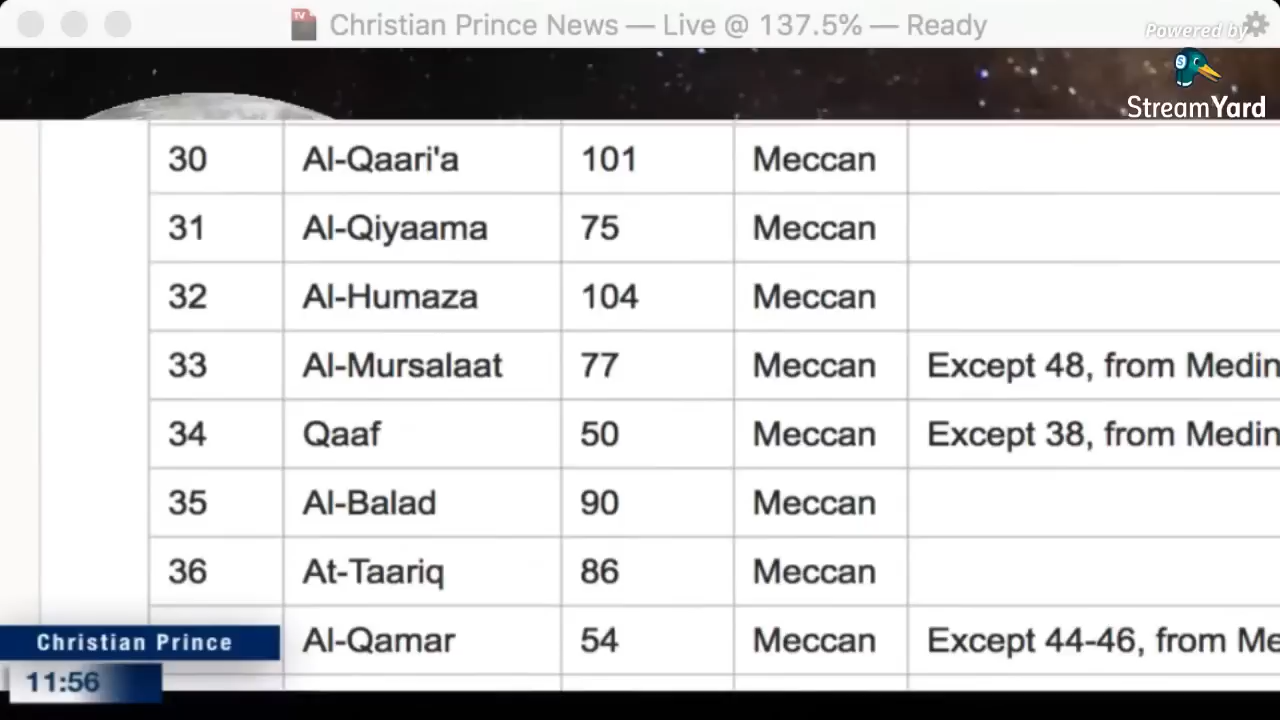 Christian Prince News — Live @ 137.5% — Ready
Powered by
StreamYard
30 Al-Qaari'a 101 Meccan
31 Al-Qiyaama 75 Meccan
32 Al-Humaza 104 Meccan
33 Al-Mursalaat 77 Meccan Except 48, from Medin
34 Qaaf 50 Meccan Except 38, from Medin
35 Al-Balad 90 Meccan
36 At-Taariq 86 Meccan
Al-Qamar 54 Meccan Except 44-46, from Me
Christian Prince
11:56